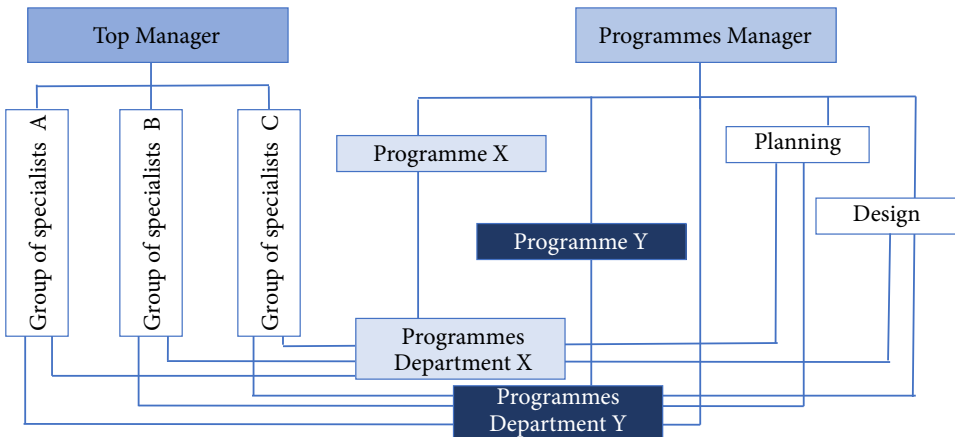 Top Manager
Programmes Manager
Group of specialists A
Group of specialists B
Group of specialists C
Programme X
Planning
Design
Programme Y
Programmes
Department X
Programmes
Department Y